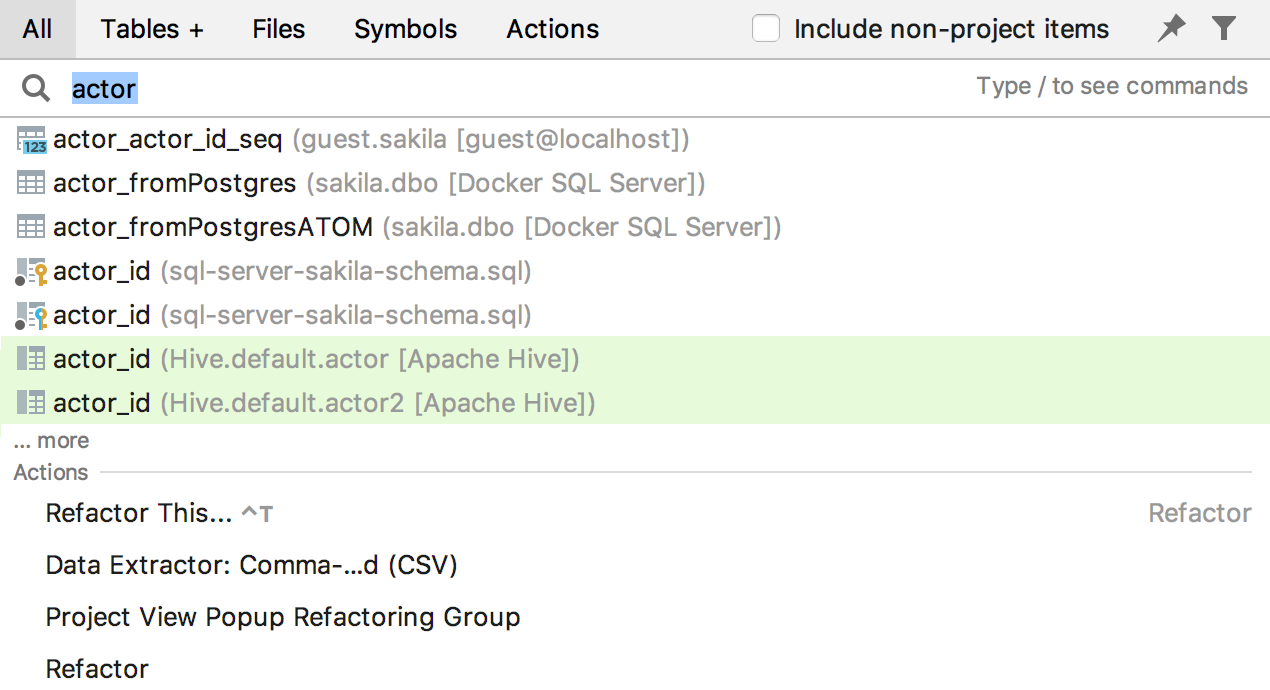 All Tables + Files Symbols Actions Include non-project items
actor Type / to see commands
123 actor_actor_id_seq (guest.sakila [guest@localhost])
actor_fromPostgres (sakila.dbo [Docker SQL Server])
actor_fromPostgresATOM (sakila.dbo [Docker SQL Server])
actor_id (sql-server-sakila-schema.sql)
actor_id (sql-server-sakila-schema.sql)
actor_id (Hive.default.actor [Apache Hive])
actor_id (Hive.default.actor2 [Apache Hive])
... more
Actions
Refactor This... ^T Refactor
Data Extractor: Comma-...d (CSV)
Project View Popup Refactoring Group
Refactor